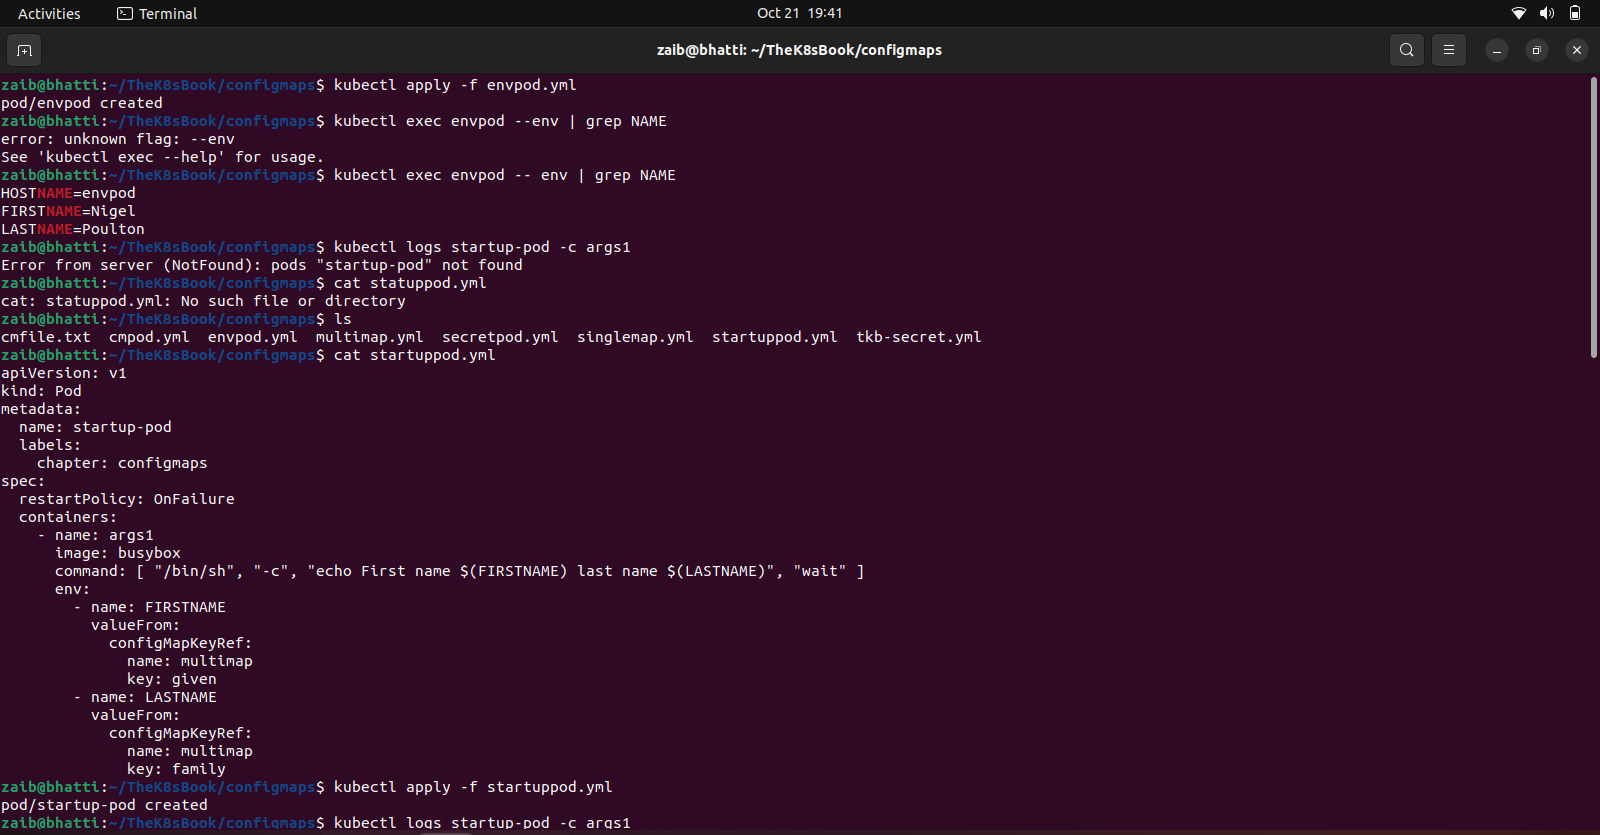 Activities Terminal Oct 21 19:41
zaib@bhatti: ~/TheK8sBook/configmaps
zaib@bhatti:~/TheK8sBook/configmaps$ kubectl apply -f envpod.yml
pod/envpod created
zaib@bhatti:~/TheK8sBook/configmaps$ kubectl exec envpod --env | grep NAME
error: unknown flag: --env
See 'kubectl exec --help' for usage.
zaib@bhatti:~/TheK8sBook/configmaps$ kubectl exec envpod -- env | grep NAME
HOSTNAME=envpod
FIRSTNAME=Nigel
LASTNAME=Poulton
zaib@bhatti:~/TheK8sBook/configmaps$ kubectl logs startup-pod -c args1
Error from server (NotFound): pods "startup-pod" not found
zaib@bhatti:~/TheK8sBook/configmaps$ cat statuppod.yml
cat: statuppod.yml: No such file or directory
zaib@bhatti:~/TheK8sBook/configmaps$ ls
cmfile.txt  cmpod.yml  envpod.yml  multimap.yml  secretpod.yml  singlemap.yml  startuppod.yml  tkb-secret.yml
zaib@bhatti:~/TheK8sBook/configmaps$ cat startuppod.yml
apiVersion: v1
kind: Pod
metadata:
  name: startup-pod
  labels:
    chapter: configmaps
spec:
  restartPolicy: OnFailure
  containers:
    - name: args1
      image: busybox
      command: [ "/bin/sh", "-c", "echo First name $(FIRSTNAME) last name $(LASTNAME)", "wait" ]
      env:
        - name: FIRSTNAME
          valueFrom:
            configMapKeyRef:
              name: multimap
              key: given
        - name: LASTNAME
          valueFrom:
            configMapKeyRef:
              name: multimap
              key: family
zaib@bhatti:~/TheK8sBook/configmaps$ kubectl apply -f startuppod.yml
pod/startup-pod created
zaib@bhatti:~/TheK8sBook/configmaps$ kubectl logs startup-pod -c args1